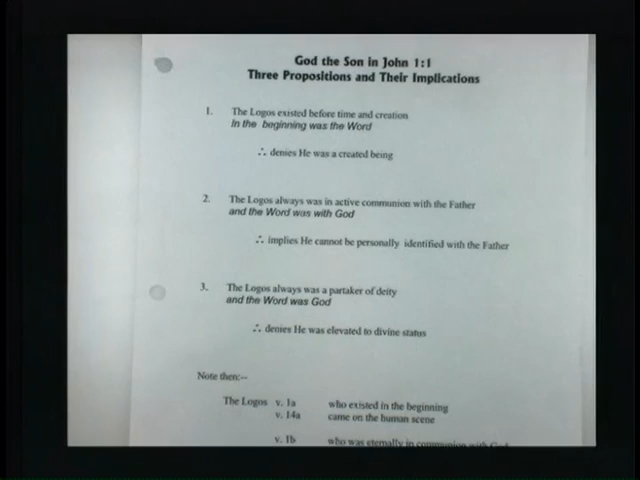 God the Son in John 1:1
Three Propositions and Their Implications
1. The Logos existed before time and creation
In the beginning was the Word
∴ denies He was a created being
2. The Logos always was in active communion with the Father
and the Word was with God
∴ implies He cannot be personally identified with the Father
3. The Logos always was a partaker of deity
and the Word was God
∴ denies He was elevated to divine status
Note then:--
The Logos v. 1a who existed in the beginning
v. 14a came on the human scene
v. 1b who was eternally in communion with God